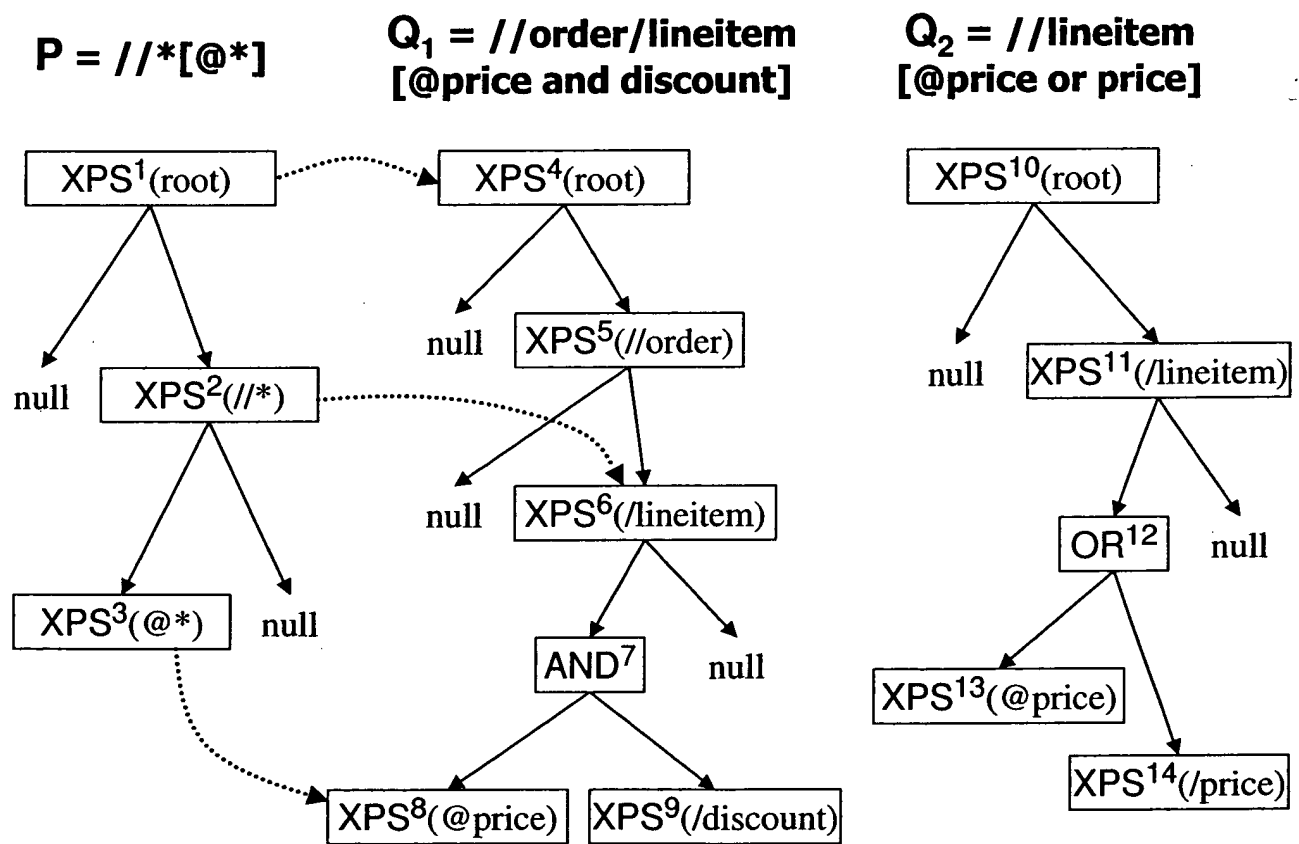 P = //*[@*]
Q₁ = //order/lineitem
[@price and discount]
Q₂ = //lineitem
[@price or price]
XPS¹(root)
XPS⁴(root)
XPS¹⁰(root)
null
XPS²(//*)
null
XPS⁵(//order)
null
XPS¹¹(/lineitem)
null
XPS⁶(/lineitem)
XPS³(@*)
null
OR¹²
null
AND⁷
null
XPS¹³(@price)
XPS⁸(@price)
XPS⁹(/discount)
XPS¹⁴(/price)